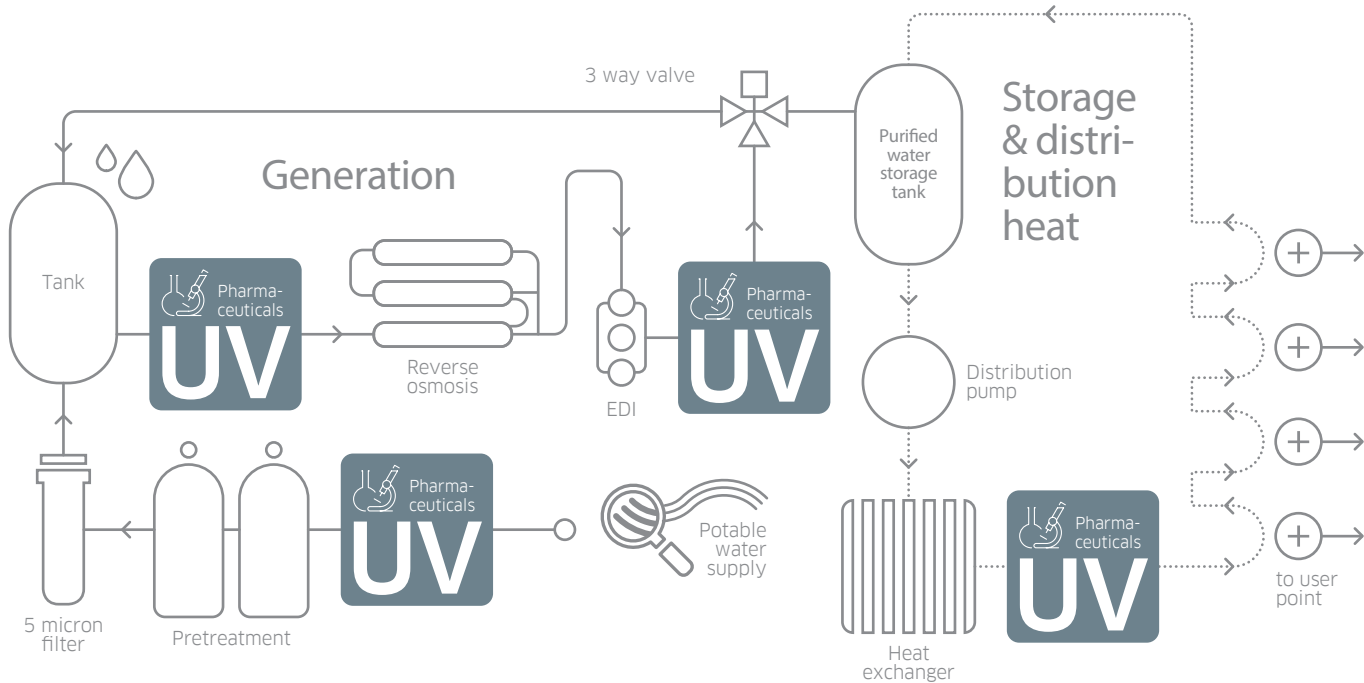 3 way valve
Storage
& distri-
bution
heat
Purified
water
storage
tank
Generation
Tank
Pharma-
ceuticals
UV
Reverse
osmosis
EDI
Pharma-
ceuticals
UV
Distribution
pump
Pharma-
ceuticals
UV
Potable
water
supply
Pharma-
ceuticals
UV
5 micron
filter
Pretreatment
Heat
exchanger
to user
point